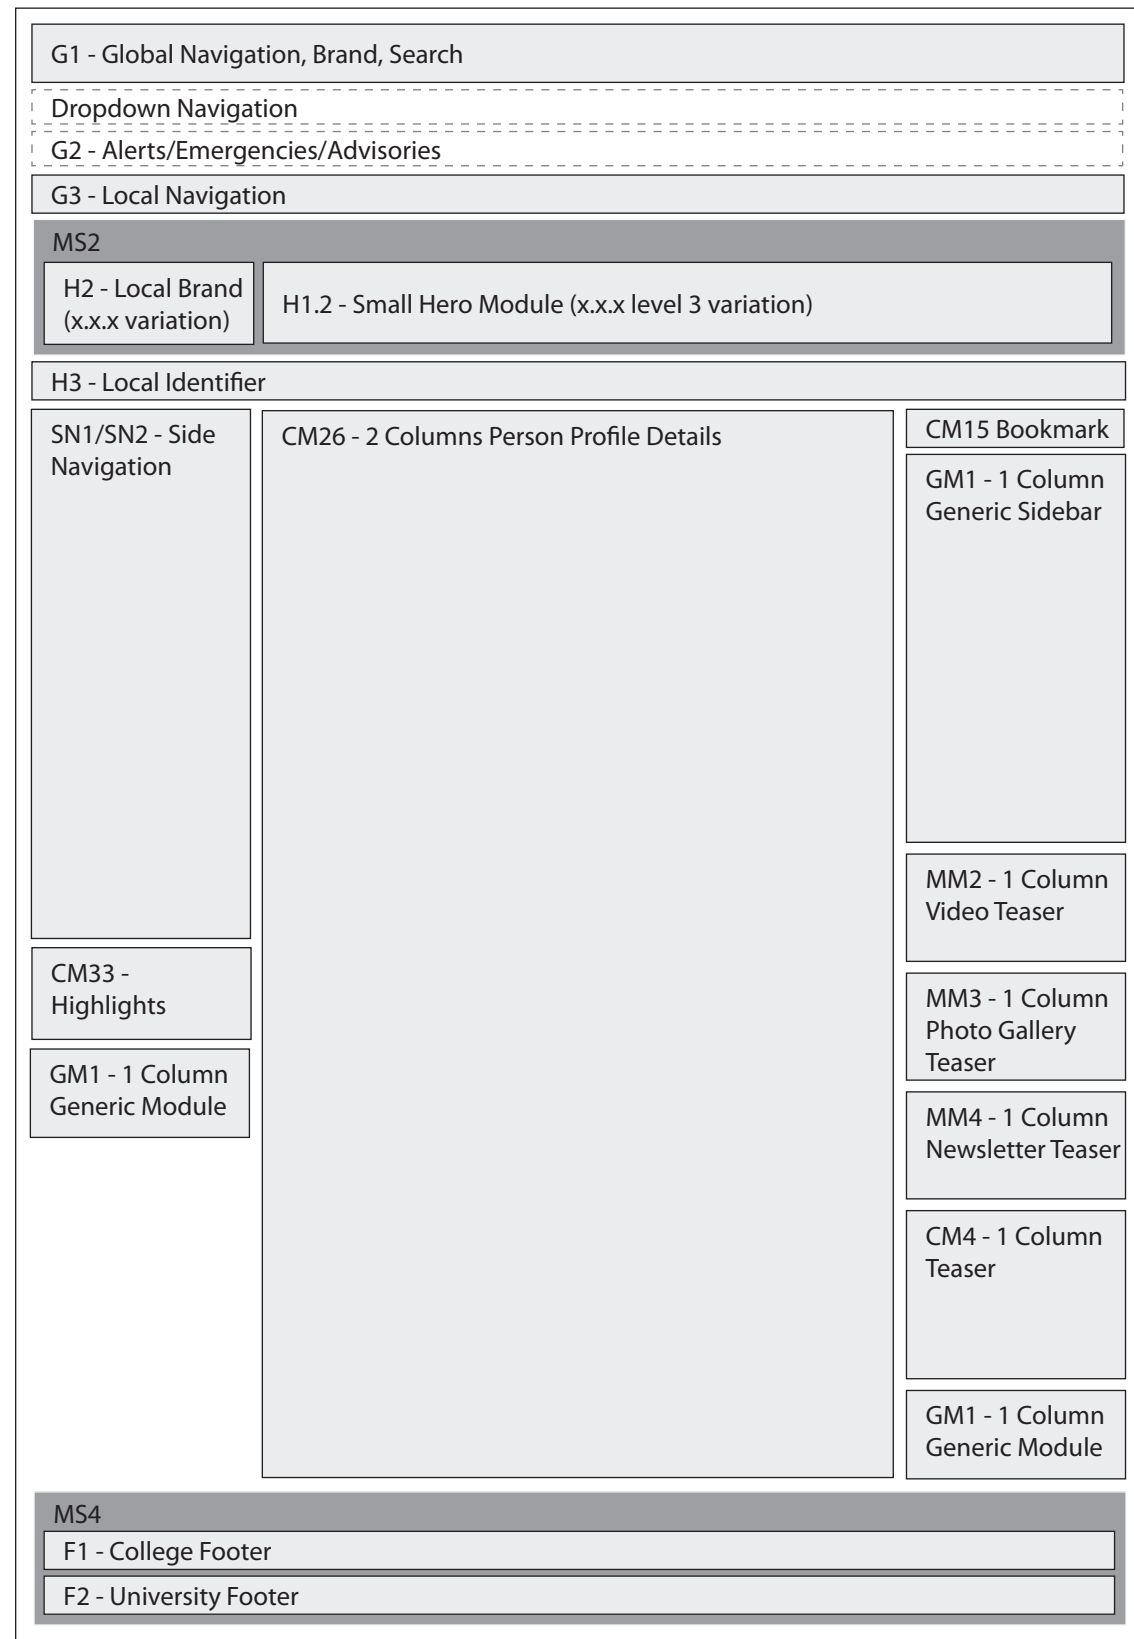 G1 - Global Navigation, Brand, Search
Dropdown Navigation
G2 - Alerts/Emergencies/Advisories
G3 - Local Navigation
MS2
H2 - Local Brand
(x.x.x variation)
H1.2 - Small Hero Module (x.x.x level 3 variation)
H3 - Local Identifier
SN1/SN2 - Side
Navigation
CM33 -
Highlights
GM1 - 1 Column
Generic Module
CM26 - 2 Columns Person Profile Details
CM15 Bookmark
GM1 - 1 Column
Generic Sidebar
MM2 - 1 Column
Video Teaser
MM3 - 1 Column
Photo Gallery
Teaser
MM4 - 1 Column
Newsletter Teaser
CM4 - 1 Column
Teaser
GM1 - 1 Column
Generic Module
MS4
F1 - College Footer
F2 - University Footer